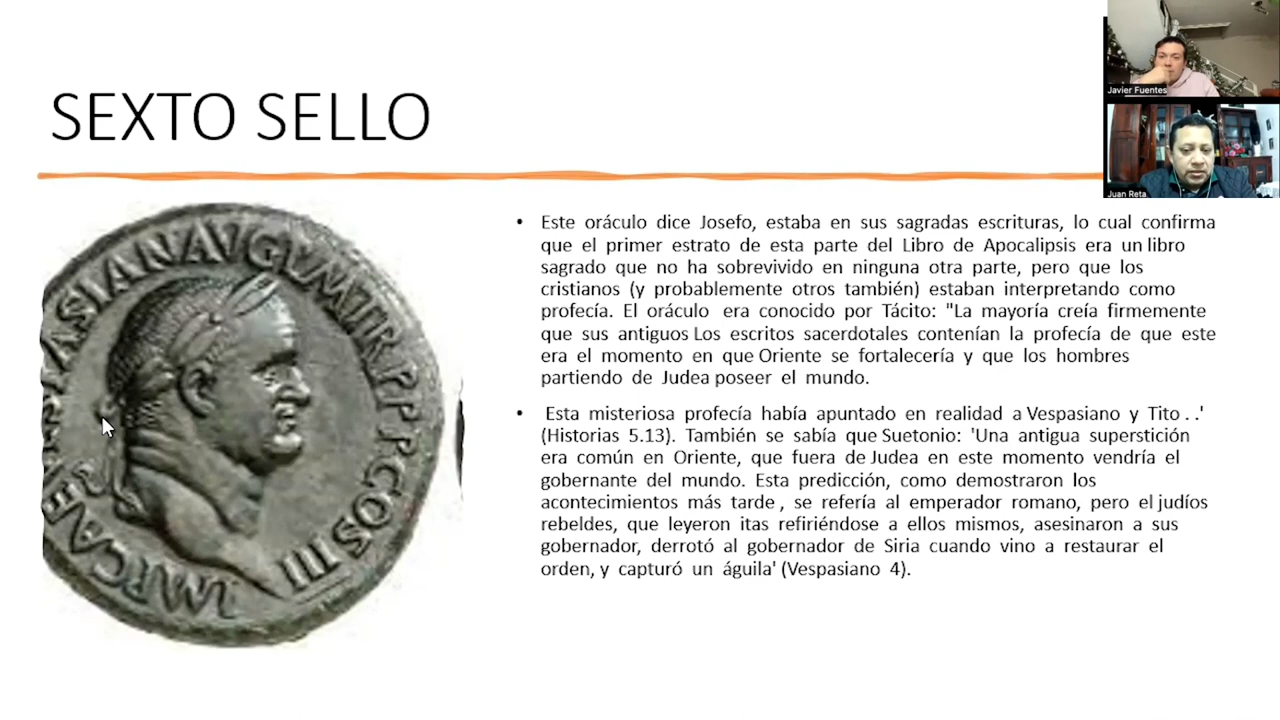 SEXTO SELLO
Javier Fuentes
Juan Reta
IMP CAES VESPASIAN AVG P M TR P P P COS III
• Este oráculo dice Josefo, estaba en sus sagradas escrituras, lo cual confirma
que el primer estrato de esta parte del Libro de Apocalipsis era un libro
sagrado que no ha sobrevivido en ninguna otra parte, pero que los
cristianos (y probablemente otros también) estaban interpretando como
profecía. El oráculo era conocido por Tácito: "La mayoría creía firmemente
que sus antiguos Los escritos sacerdotales contenían la profecía de que este
era el momento en que Oriente se fortalecería y que los hombres
partiendo de Judea poseer el mundo.
• Esta misteriosa profecía había apuntado en realidad a Vespasiano y Tito . .'
(Historias 5.13). También se sabía que Suetonio: 'Una antigua superstición
era común en Oriente, que fuera de Judea en este momento vendría el
gobernante del mundo. Esta predicción, como demostraron los
acontecimientos más tarde , se refería al emperador romano, pero el judíos
rebeldes, que leyeron itas refiriéndose a ellos mismos, asesinaron a sus
gobernador, derrotó al gobernador de Siria cuando vino a restaurar el
orden, y capturó un águila' (Vespasiano 4).